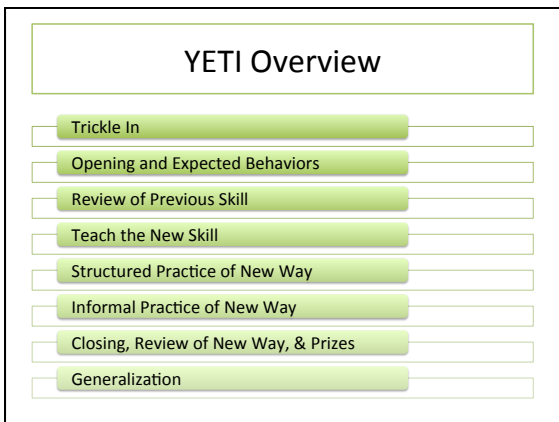 YETI Overview
Trickle In
Opening and Expected Behaviors
Review of Previous Skill
Teach the New Skill
Structured Practice of New Way
Informal Practice of New Way
Closing, Review of New Way, & Prizes
Generalization